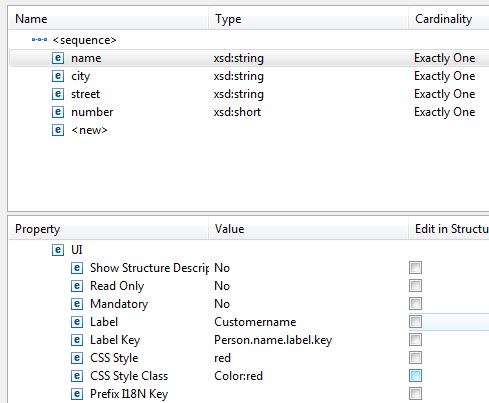 Name Type Cardinality
<sequence>
e name xsd:string Exactly One
e city xsd:string Exactly One
e street xsd:string Exactly One
e number xsd:short Exactly One
e <new>
Property Value Edit in Structu
e UI
e Show Structure Descrip No
e Read Only No
e Mandatory No
e Label Customername
e Label Key Person.name.label.key
e CSS Style red
e CSS Style Class Color:red
e Prefix I18N Key